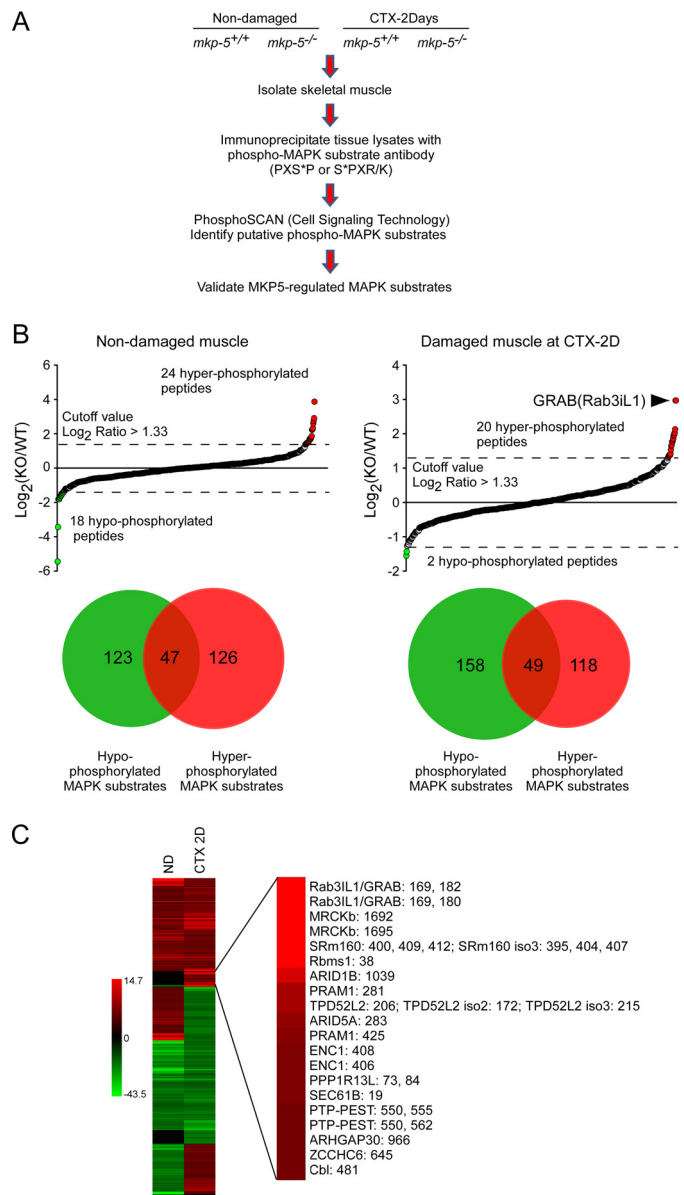 A
Non-damaged CTX-2Days
mkp-5+/+ mkp-5-/- mkp-5+/+ mkp-5-/-
Isolate skeletal muscle
Immunoprecipitate tissue lysates with
phospho-MAPK substrate antibody
(PXS*P or S*PXR/K)
PhosphoSCAN (Cell Signaling Technology)
Identify putative phospho-MAPK substrates
Validate MKP5-regulated MAPK substrates
B
Non-damaged muscle
Log2(KO/WT)
6
4
2
0
-2
-4
-6
24 hyper-phosphorylated
peptides
Cutoff value
Log2 Ratio > 1.33
18 hypo-phosphorylated
peptides
Damaged muscle at CTX-2D
Log2(KO/WT)
4
3
2
1
0
-1
-2
GRAB(Rab3iL1)
20 hyper-phosphorylated
peptides
Cutoff value
Log2 Ratio > 1.33
2 hypo-phosphorylated peptides
123 47 126
Hypo-
phosphorylated
MAPK substrates
Hyper-
phosphorylated
MAPK substrates
158 49 118
Hypo-
phosphorylated
MAPK substrates
Hyper-
phosphorylated
MAPK substrates
C
ND
CTX 2D
14.7
0
-43.5
Rab3IL1/GRAB: 169, 182
Rab3IL1/GRAB: 169, 180
MRCKb: 1692
MRCKb: 1695
SRm160: 400, 409, 412; SRm160 iso3: 395, 404, 407
Rbms1: 38
ARID1B: 1039
PRAM1: 281
TPD52L2: 206; TPD52L2 iso2: 172; TPD52L2 iso3: 215
ARID5A: 283
PRAM1: 425
ENC1: 408
ENC1: 406
PPP1R13L: 73, 84
SEC61B: 19
PTP-PEST: 550, 555
PTP-PEST: 550, 562
ARHGAP30: 966
ZCCHC6: 645
Cbl: 481